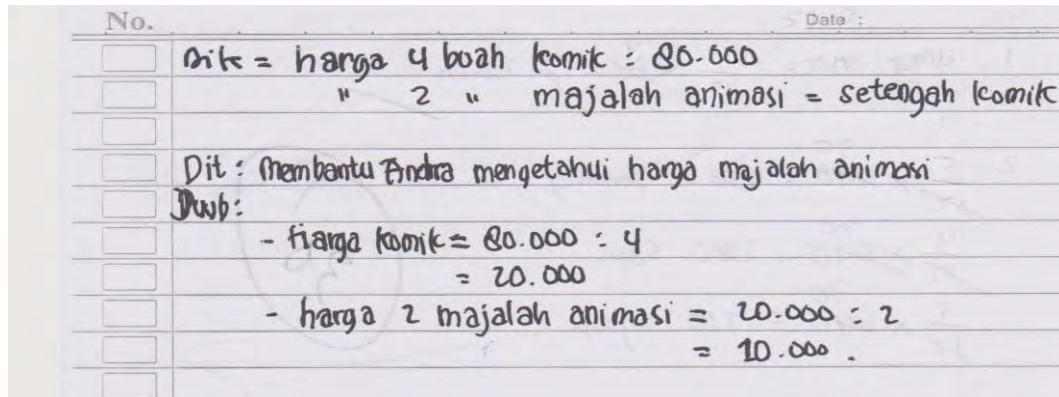 No. Date :
Dik = harga 4 buah komik : 80.000
" 2 " majalah animasi = setengah komik
Dit : Membantu Andra mengetahui harga majalah animasi
Jwb :
- Harga komik = 80.000 : 4
= 20.000
- harga 2 majalah animasi = 20.000 : 2
= 10.000 .